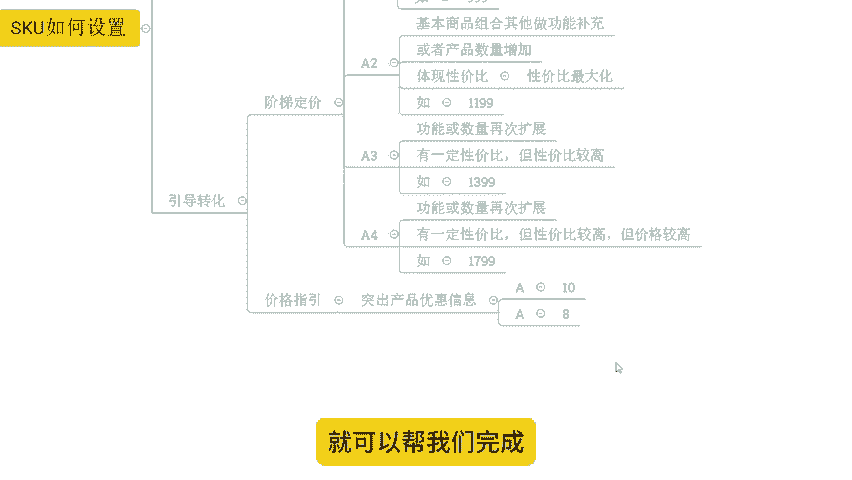 SKU如何设置
基本商品组合其他做功能补充
或者产品数量增加
A2
体现性价比 性价比最大化
阶梯定价
如 1199
功能或数量再次扩展
A3
有一定性价比，但性价比较高
如 1399
引导转化
功能或数量再次扩展
A4
有一定性价比，但性价比较高，但价格较高
如 1799
价格指引 突出产品优惠信息
A 10
A 8
就可以帮我们完成